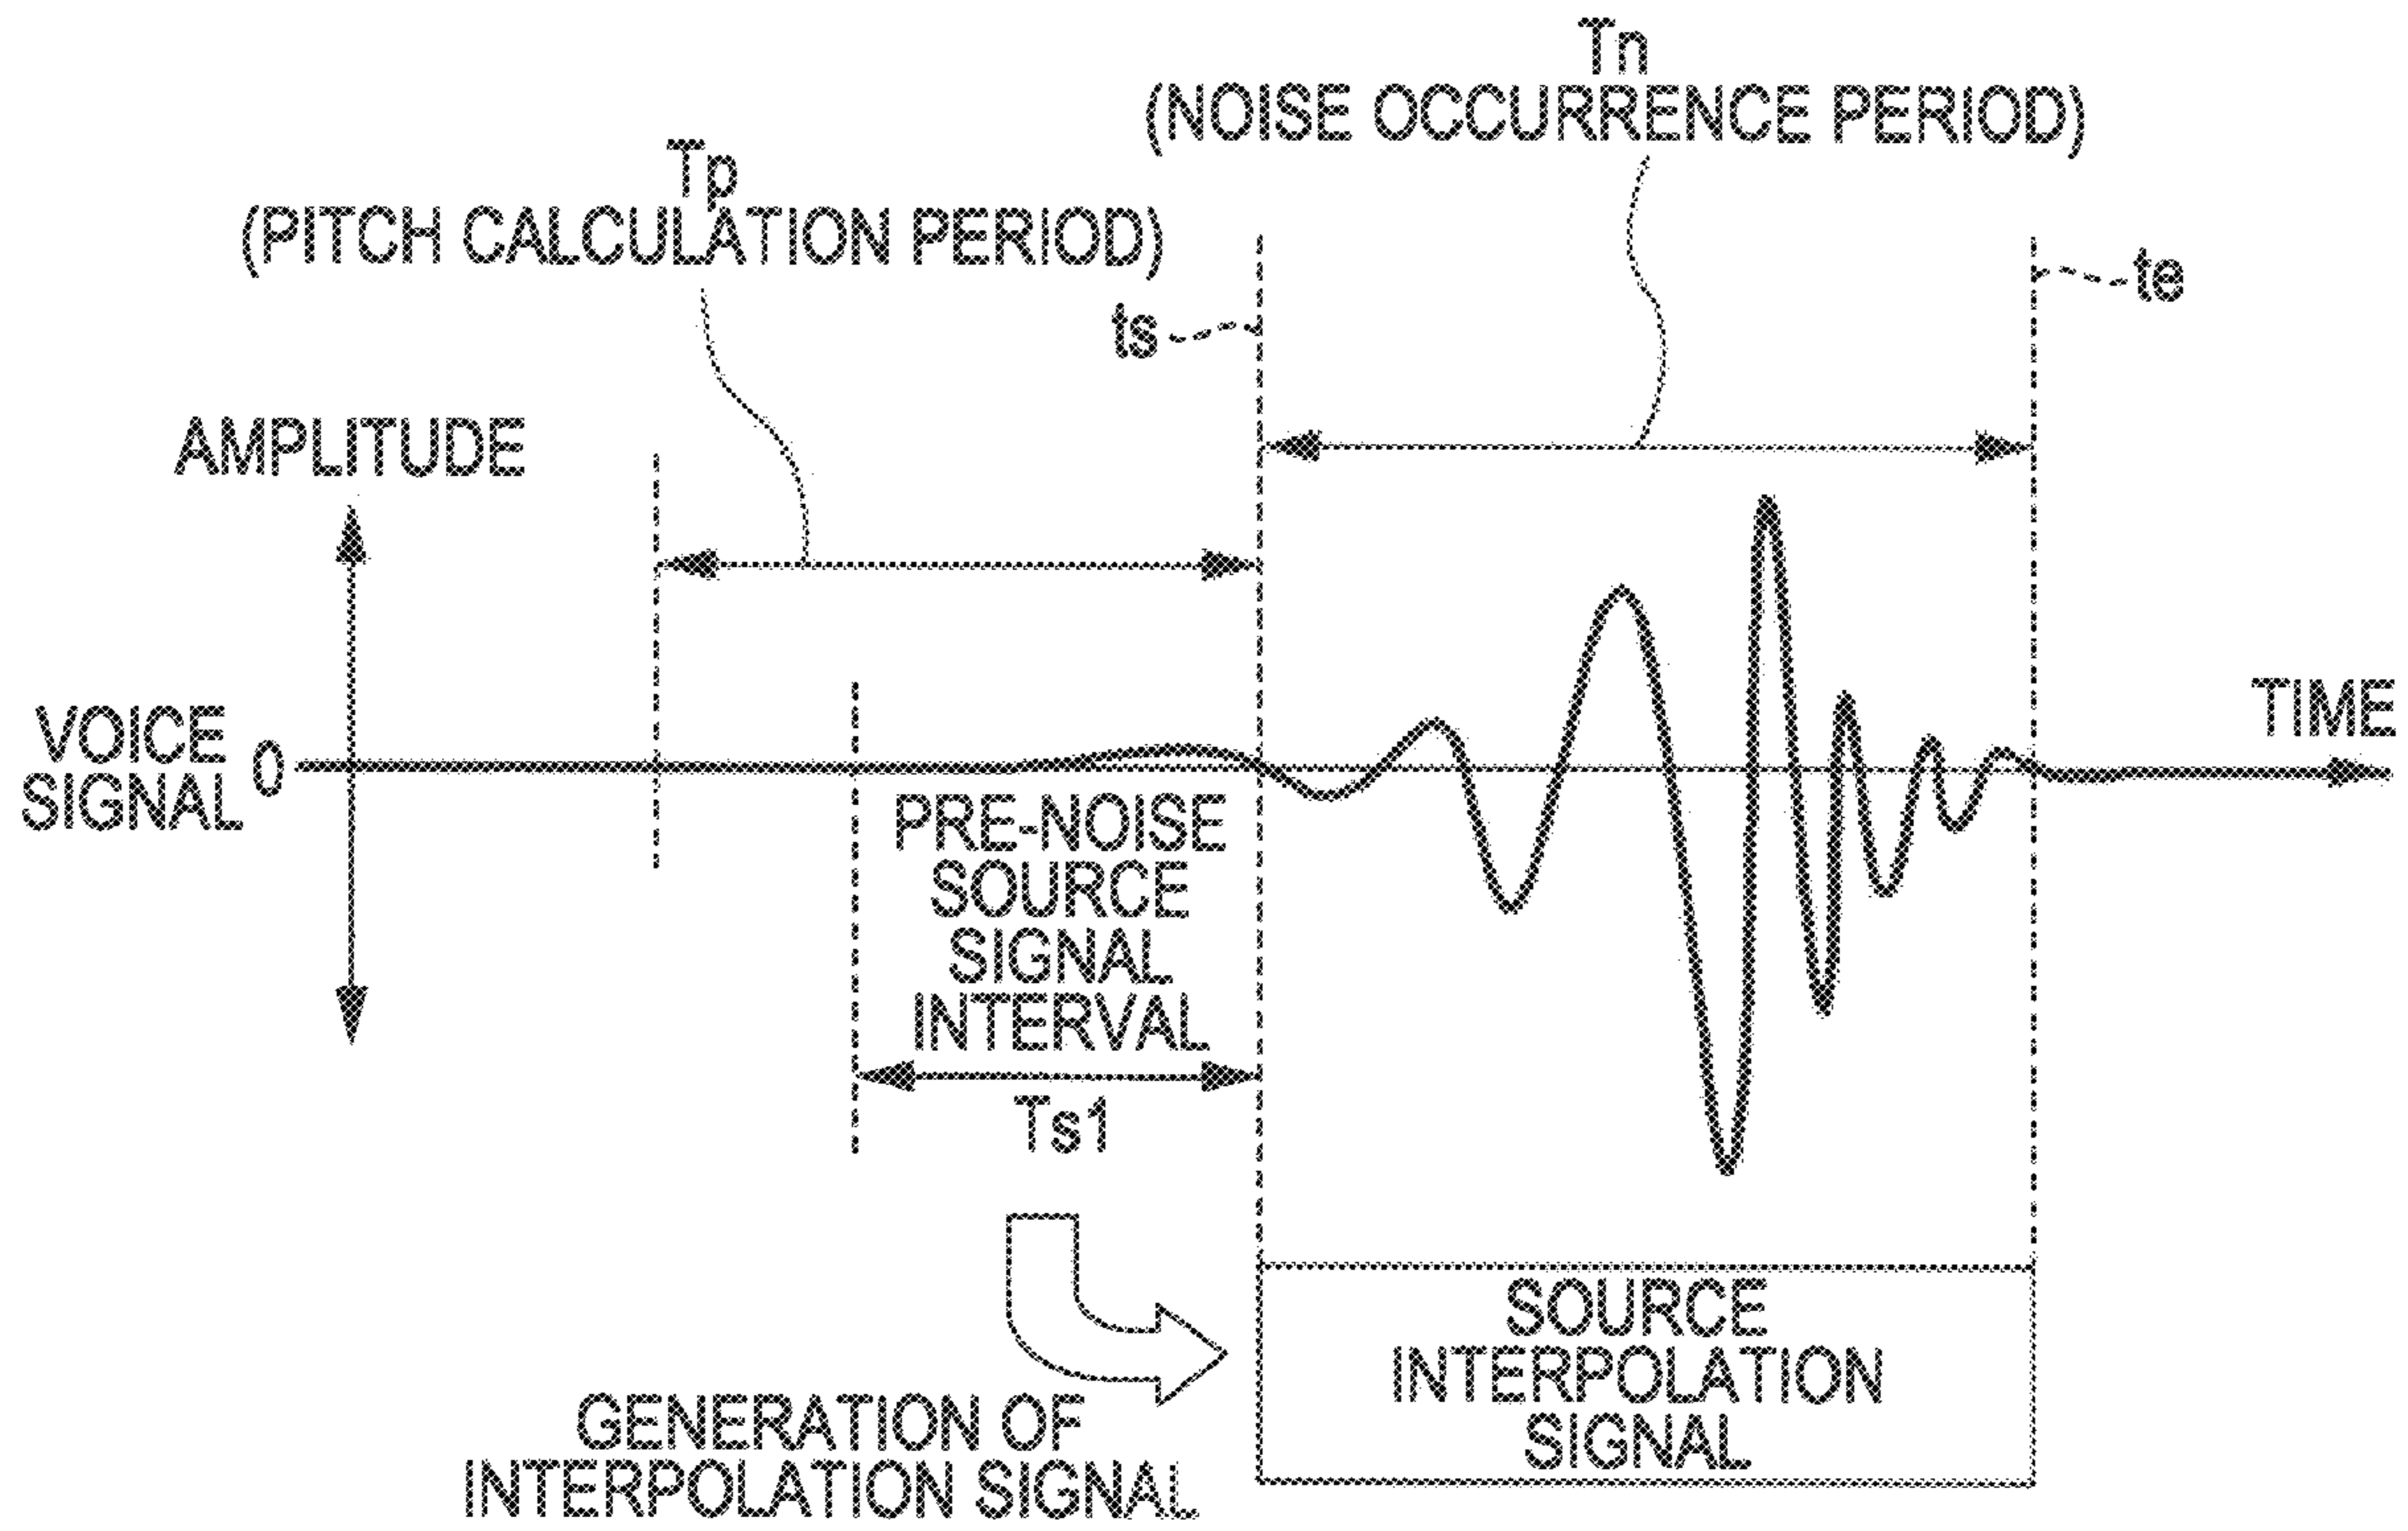 Tn
(NOISE OCCURRENCE PERIOD)
Tp
(PITCH CALCULATION PERIOD)
ts
te
AMPLITUDE
VOICE
SIGNAL
0
TIME
PRE-NOISE
SOURCE
SIGNAL
INTERVAL
Ts1
SOURCE
INTERPOLATION
SIGNAL
GENERATION OF
INTERPOLATION SIGNAL